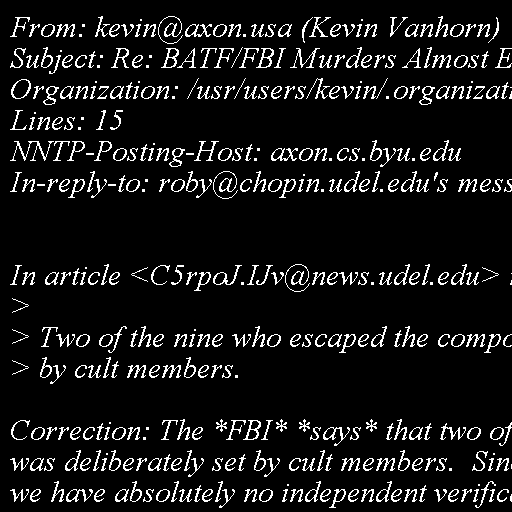 From: kevin@axon.usa (Kevin Vanhorn)
Subject: Re: BATF/FBI Murders Almost E
Organization: /usr/users/kevin/.organizati
Lines: 15
NNTP-Posting-Host: axon.cs.byu.edu
In-reply-to: roby@chopin.udel.edu's mess
In article <C5rpoJ.IJv@news.udel.edu>
>
> Two of the nine who escaped the compo
> by cult members.
Correction: The *FBI* *says* that two of
was deliberately set by cult members.  Sin
we have absolutely no independent verific